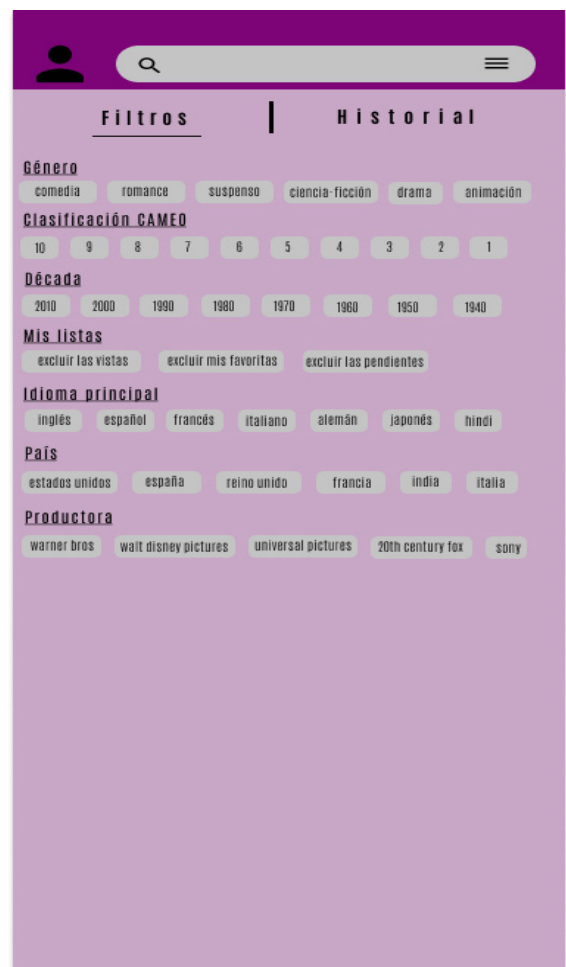 Filtros | Historial
Género
comedia romance suspenso ciencia-ficción drama animación
Clasificación CAMEO
10 9 8 7 6 5 4 3 2 1
Década
2010 2000 1990 1980 1970 1960 1950 1940
Mis listas
excluir las vistas excluir mis favoritas excluir las pendientes
Idioma principal
inglés español francés italiano alemán japonés hindi
País
estados unidos españa reino unido francia india italia
Productora
warner bros walt disney pictures universal pictures 20th century fox sony